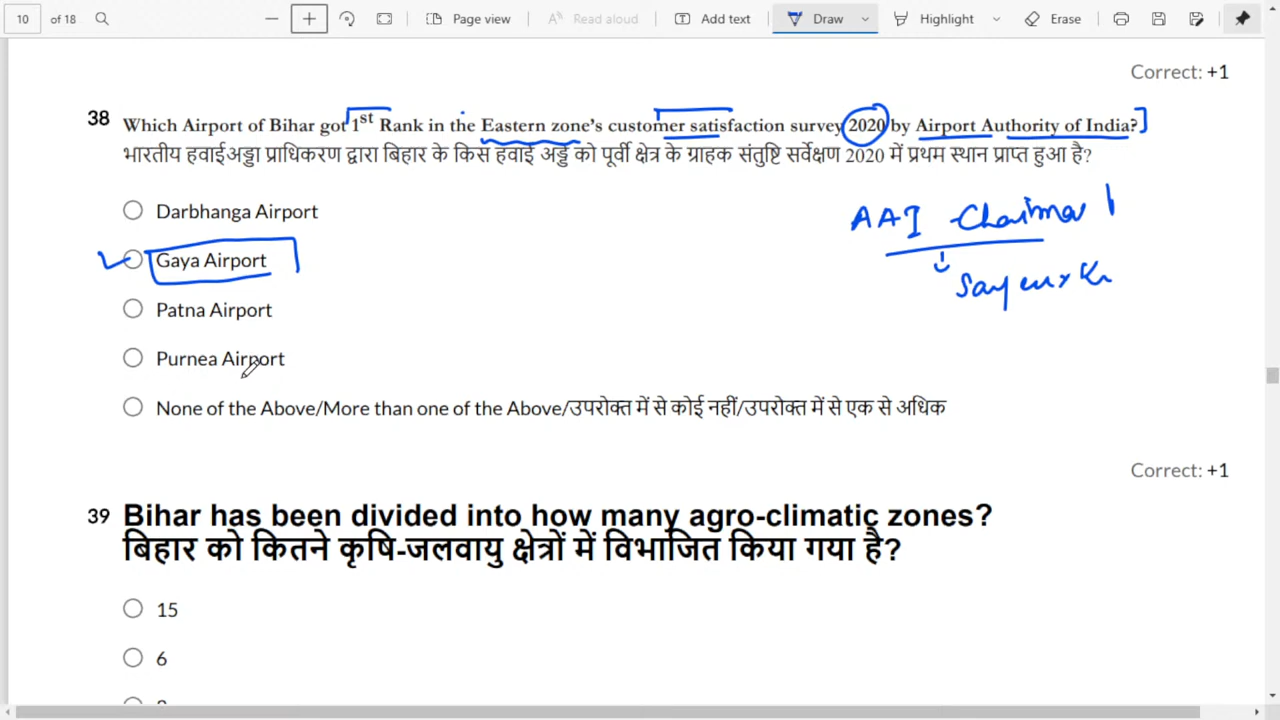 10 of 18 Page view Read aloud Add text Draw Highlight Erase
Correct: +1
38 Which Airport of Bihar got 1st Rank in the Eastern zone's customer satisfaction survey 2020 by Airport Authority of India?
भारतीय हवाईअड्डा प्राधिकरण द्वारा बिहार के किस हवाई अड्डे को पूर्वी क्षेत्र के ग्राहक संतुष्टि सर्वेक्षण 2020 में प्रथम स्थान प्राप्त हुआ है?
Darbhanga Airport
AAI
Gaya Airport
Patna Airport
Purnea Airport
None of the Above/More than one of the Above/उपरोक्त में से कोई नहीं/उपरोक्त में से एक से अधिक
Correct: +1
39 Bihar has been divided into how many agro-climatic zones?
बिहार को कितने कृषि-जलवायु क्षेत्रों में विभाजित किया गया है?
15
6